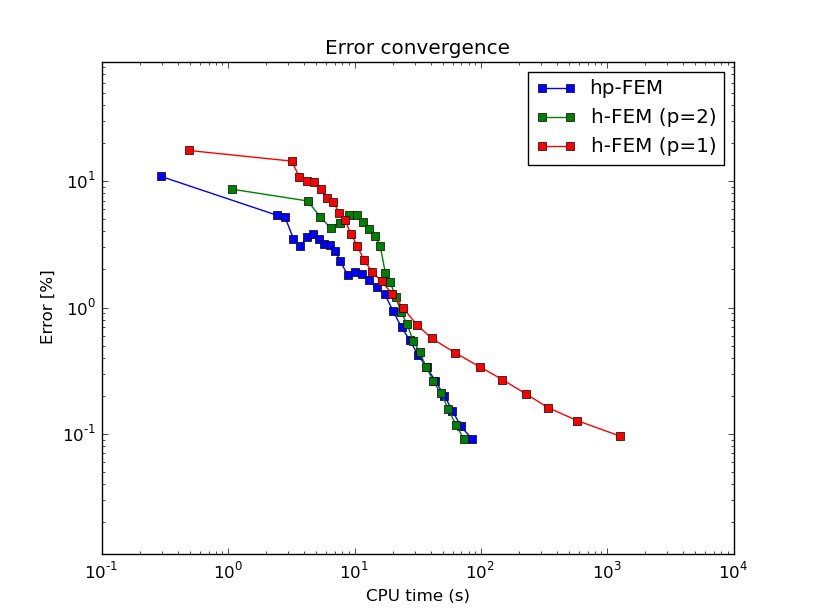 Error convergence
hp-FEM
h-FEM (p=2)
h-FEM (p=1)
Error [%]
10^1
10^0
10^-1
10^-1
10^0
10^1
10^2
10^3
10^4
CPU time (s)